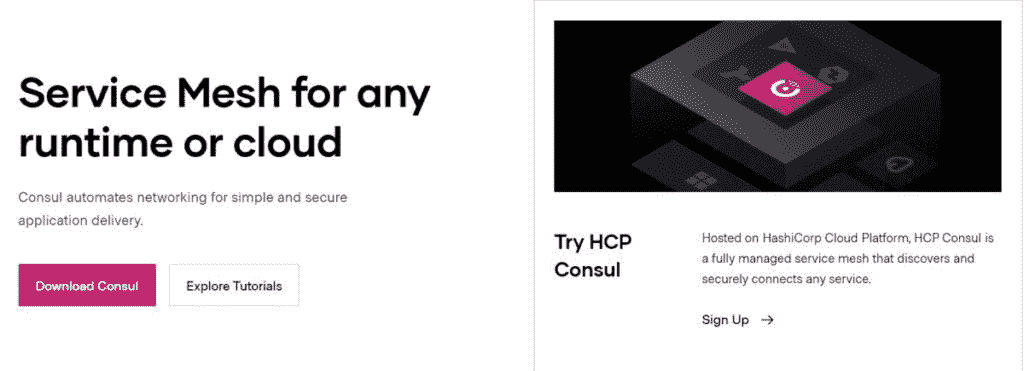 Service Mesh for any
runtime or cloud
Consul automates networking for simple and secure
application delivery.
Download Consul
Explore Tutorials
Try HCP
Consul
Hosted on HashiCorp Cloud Platform, HCP Consul is
a fully managed service mesh that discovers and
securely connects any service.
Sign Up →